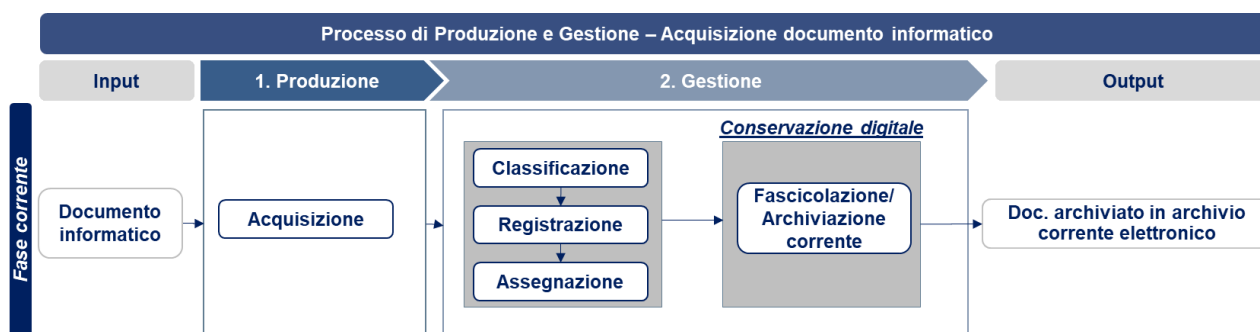 Processo di Produzione e Gestione – Acquisizione documento informatico
Input
1. Produzione
2. Gestione
Output
Fase corrente
Documento
informatico
Acquisizione
Classificazione
Registrazione
Assegnazione
Conservazione digitale
Fascicolazione/
Archiviazione
corrente
Doc. archiviato in archivio
corrente elettronico